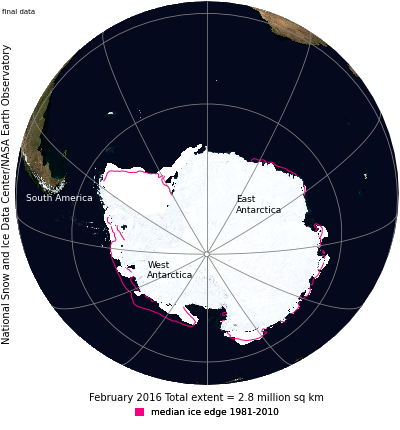 final data
National Snow and Ice Data Center/NASA Earth Observatory
South America
East
Antarctica
West
Antarctica
February 2016 Total extent = 2.8 million sq km
median ice edge 1981-2010